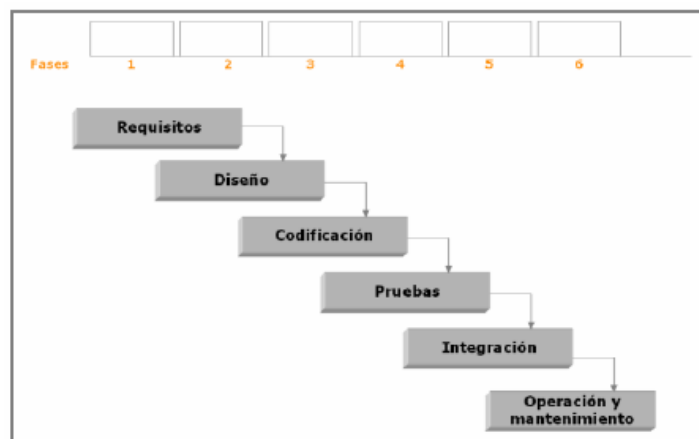 Fases 1 2 3 4 5 6
Requisitos
Diseño
Codificación
Pruebas
Integración
Operación y
mantenimiento